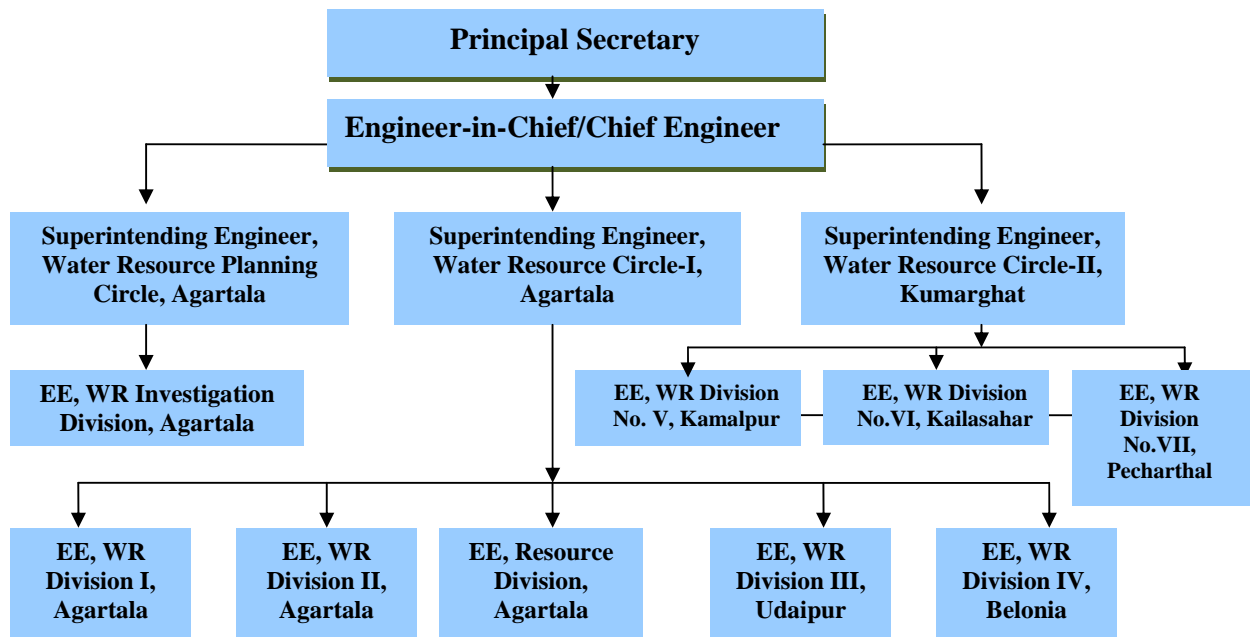 Principal Secretary
Engineer-in-Chief/Chief Engineer
Superintending Engineer,
Water Resource Planning
Circle, Agartala
Superintending Engineer,
Water Resource Circle-I,
Agartala
Superintending Engineer,
Water Resource Circle-II,
Kumarghat
EE, WR Investigation
Division, Agartala
EE, WR Division
No. V, Kamalpur
EE, WR Division
No.VI, Kailasahar
EE, WR
Division
No.VII,
Pecharthal
EE, WR
Division I,
Agartala
EE, WR
Division II,
Agartala
EE, Resource
Division,
Agartala
EE, WR
Division III,
Udaipur
EE, WR
Division IV,
Belonia